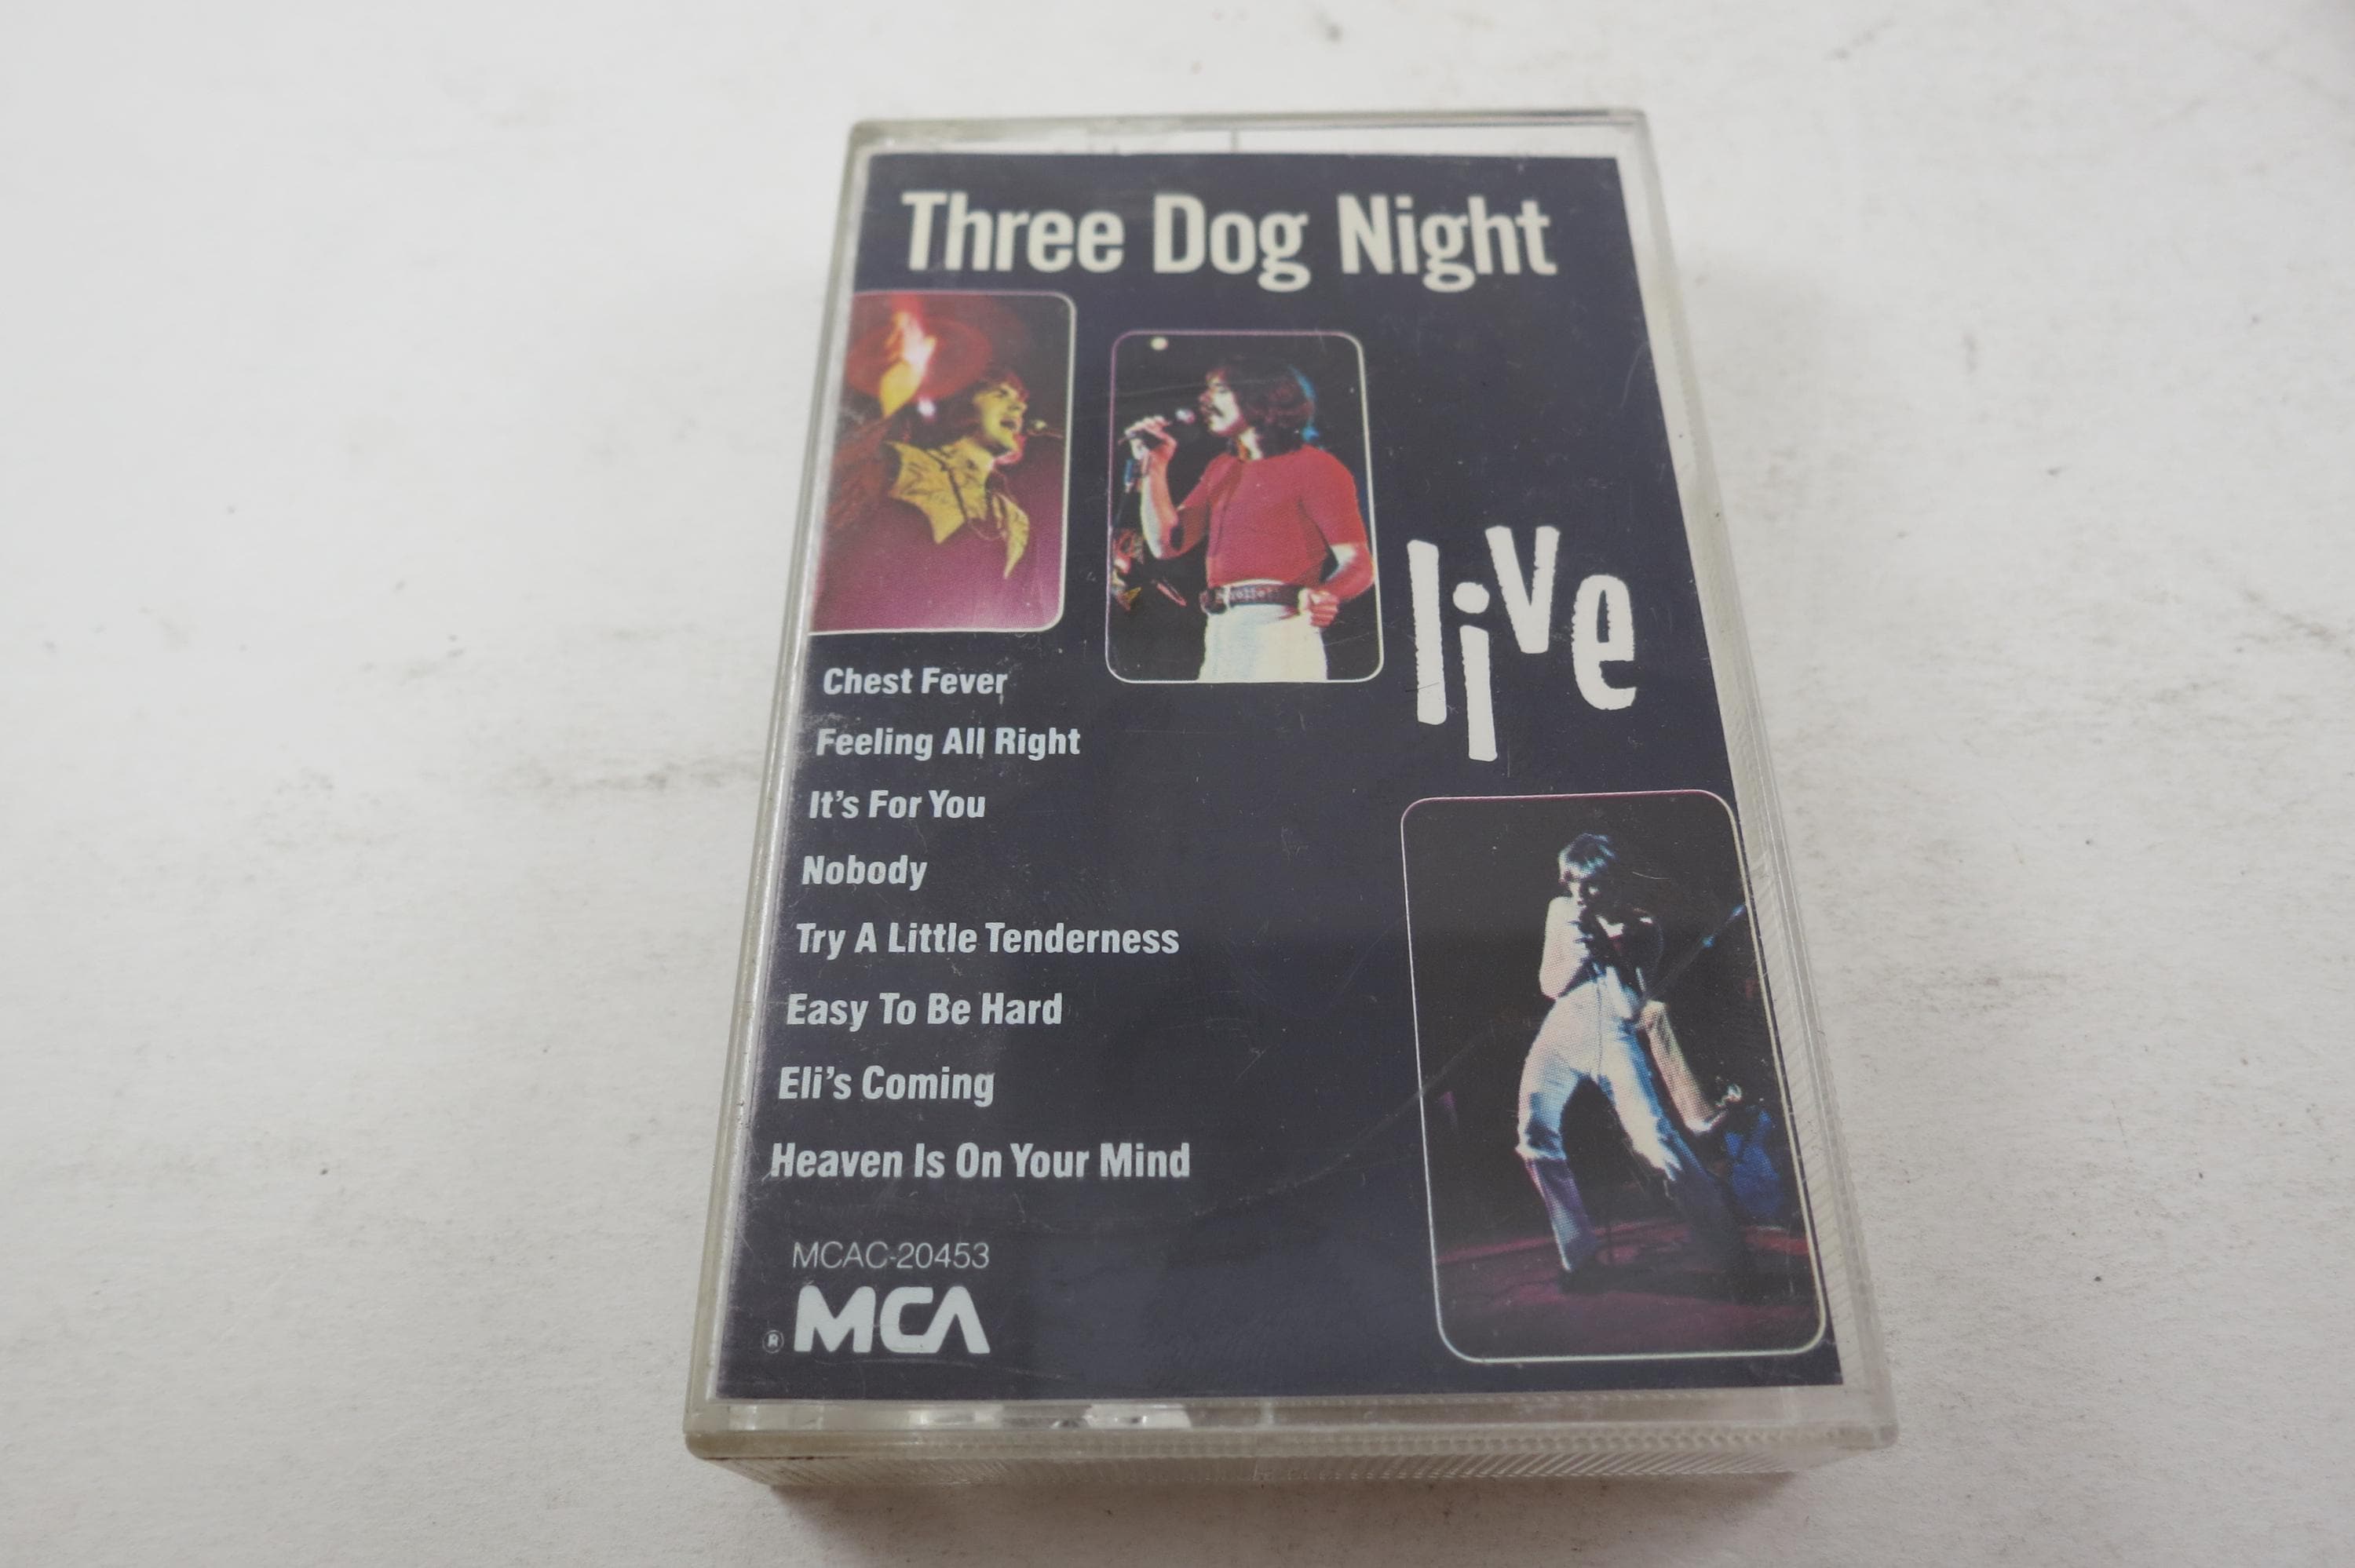 Three Dog Night
live
Chest Fever
Feeling All Right
It's For You
Nobody
Try A Little Tenderness
Easy To Be Hard
Eli's Coming
Heaven Is On Your Mind
MCAC-20453
® MCA